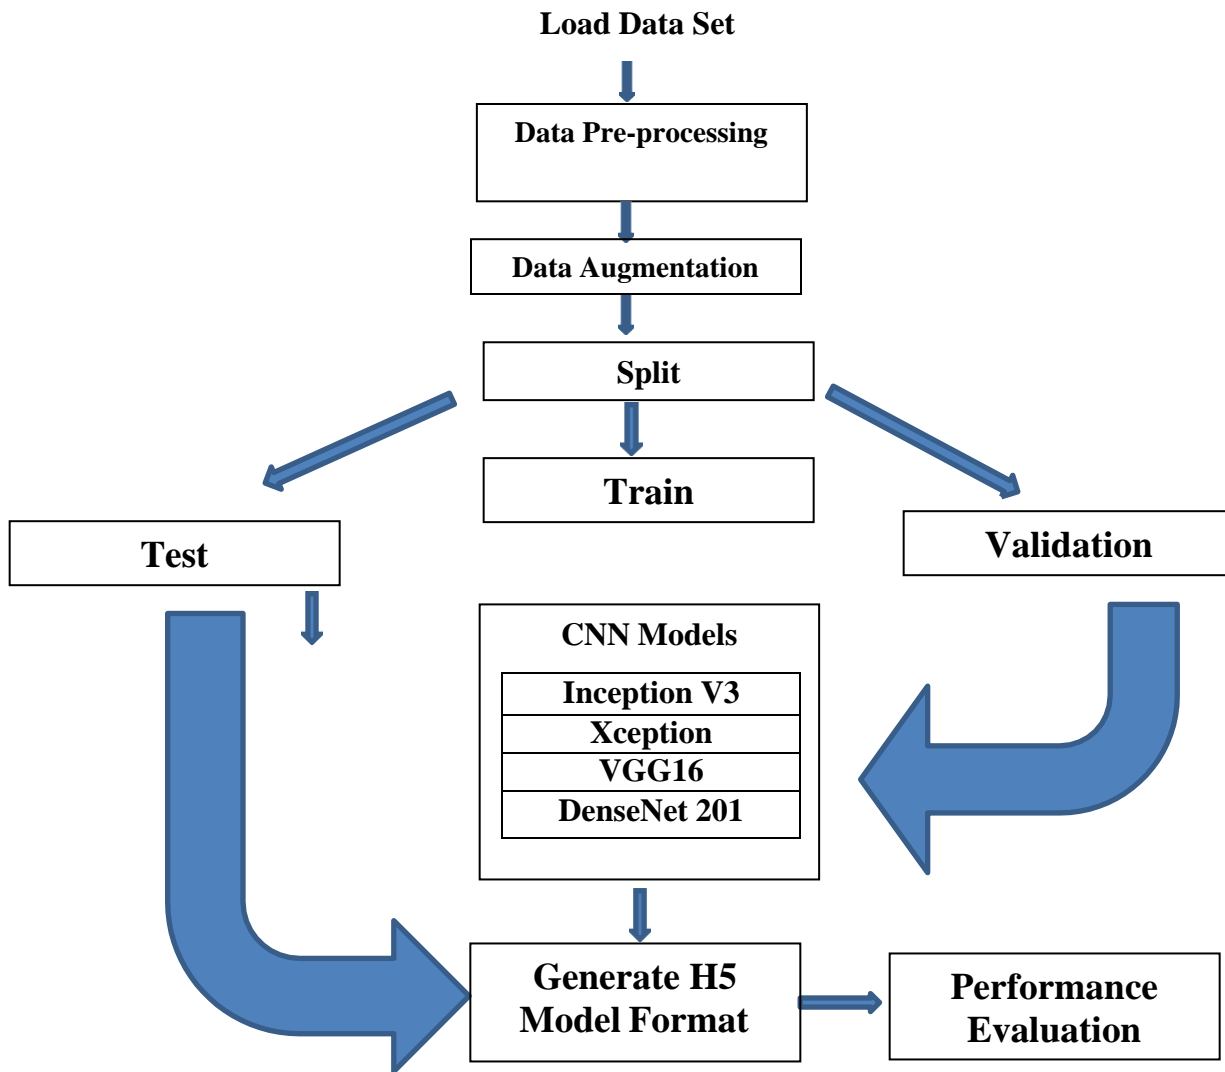 Load Data Set
Data Pre-processing
Data Augmentation
Split
Train
Test
Validation
CNN Models
Inception V3
Xception
VGG16
DenseNet 201
Generate H5
Model Format
Performance
Evaluation